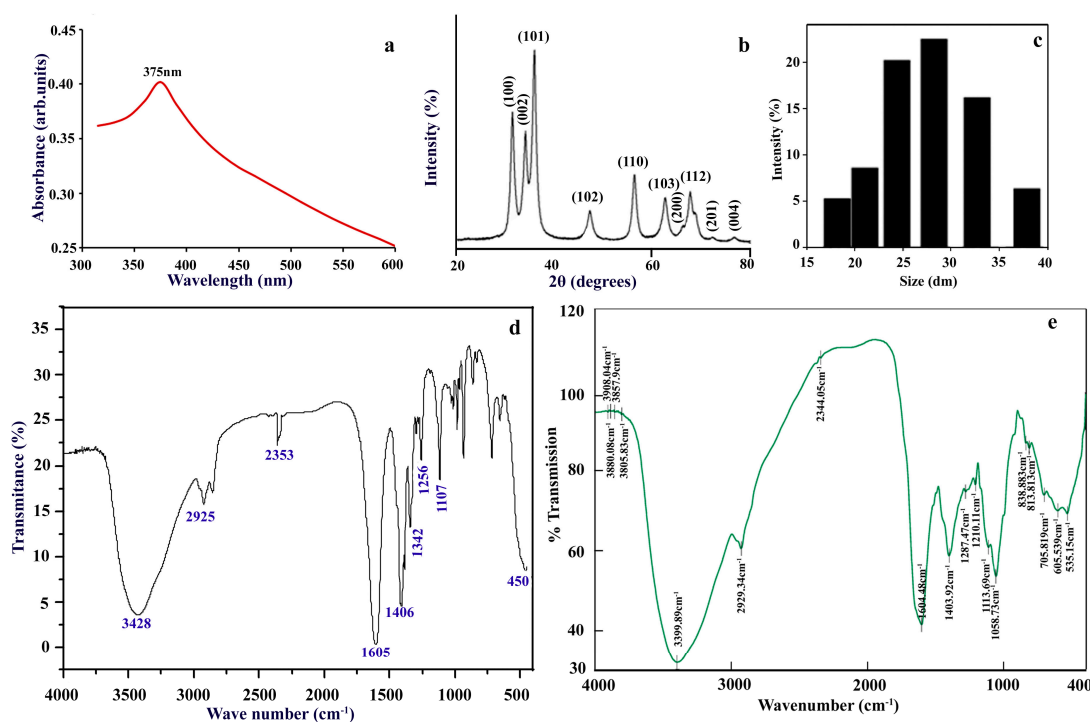 a
375nm
0.45
0.40
0.35
0.30
0.25
300 350 400 450 500 550 600
Absorbance (arb.units)
Wavelength (nm)
b
(100)
(002)
(101)
(102)
(110)
(103)
(200)
(112)
(201)
(004)
20 40 60 80
Intensity (%)
2θ (degrees)
c
20
15
10
5
0
15 20 25 30 35 40
Intensity (%)
Size (dm)
d
35
30
25
20
15
10
5
0
4000 3500 3000 2500 2000 1500 1000 500
Transmitance (%)
Wave number (cm-1)
3428
2925
2353
1605
1406
1342
1256
1107
450
e
120
100
80
60
40
30
4000 3000 2000 1000 400
% Transmission
Wavenumber (cm-1)
3908.04cm-1
3857.9cm-1
3880.08cm-1
3805.83cm-1
3399.89cm-1
2929.34cm-1
2344.05cm-1
1604.48cm-1
1403.92cm-1
1287.47cm-1
1210.11cm-1
1113.69cm-1
1058.73cm-1
838.883cm-1
813.813cm-1
705.819cm-1
605.539cm-1
535.15cm-1